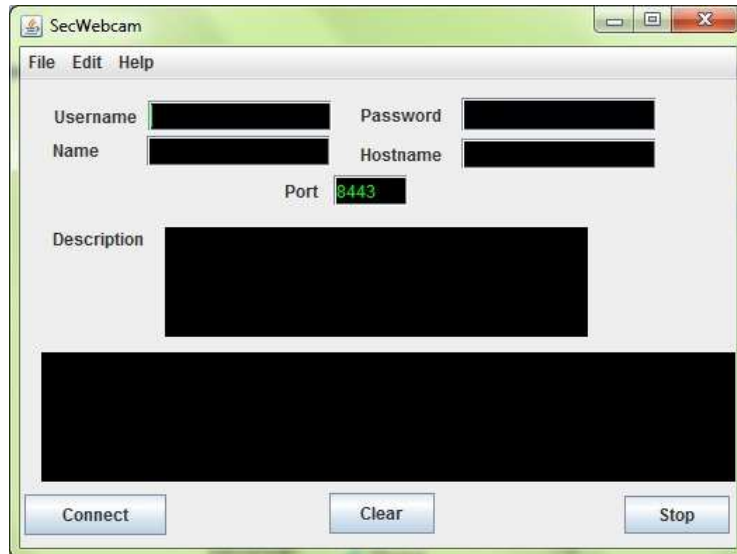 SecWebcam
File Edit Help
Username Password
Name Hostname
Port 8443
Description
Connect Clear Stop